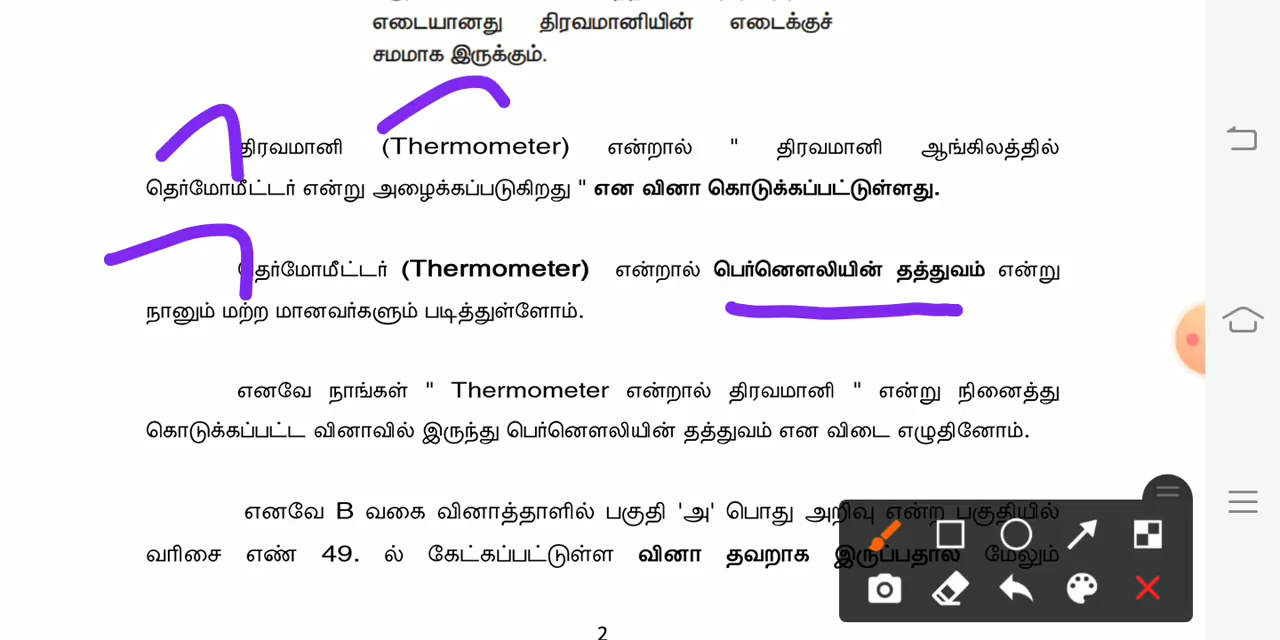 எடையானது திரவமானியின் எடைக்குச்
சமமாக இருக்கும்.
திரவமானி (Thermometer) என்றால் " திரவமானி ஆங்கிலத்தில்
தெர்மோமீட்டர் என்று அழைக்கப்படுகிறது " என வினா கொடுக்கப்பட்டுள்ளது.
தெர்மோமீட்டர் (Thermometer) என்றால் பெர்னௌலியின் தத்துவம் என்று
நானும் மற்ற மானவர்களும் படித்துள்ளோம்.
எனவே நாங்கள் " Thermometer என்றால் திரவமானி " என்று நினைத்து
கொடுக்கப்பட்ட வினாவில் இருந்து பெர்னௌலியின் தத்துவம் என விடை எழுதினோம்.
எனவே B வகை வினாத்தாளில் பகுதி 'அ' பொது அறிவு என்ற பகுதியில்
வரிசை எண் 49. ல் கேட்கப்பட்டுள்ள வினா தவறாக இருப்பதால் மேலும்
2